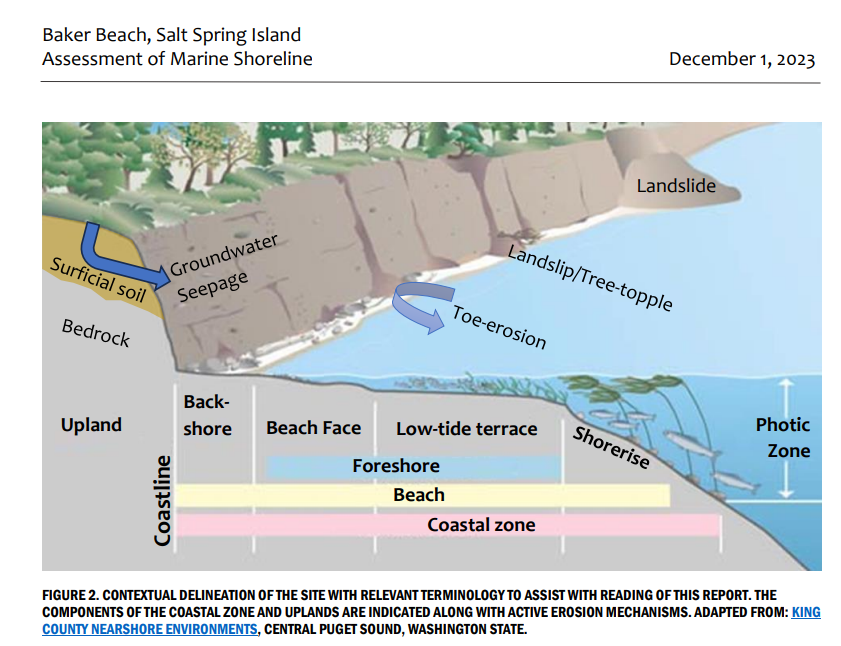 Baker Beach, Salt Spring Island
Assessment of Marine Shoreline
December 1, 2023
Landslide
Groundwater
Seepage
Landslip/Tree-topple
Surficial soil
Toe-erosion
Bedrock
Upland
Back-
shore
Beach Face
Low-tide terrace
Shorerise
Photic
Zone
Coastline
Foreshore
Beach
Coastal zone
FIGURE 2. CONTEXTUAL DELINEATION OF THE SITE WITH RELEVANT TERMINOLOGY TO ASSIST WITH READING OF THIS REPORT. THE
COMPONENTS OF THE COASTAL ZONE AND UPLANDS ARE INDICATED ALONG WITH ACTIVE EROSION MECHANISMS. ADAPTED FROM: KING
COUNTY NEARSHORE ENVIRONMENTS, CENTRAL PUGET SOUND, WASHINGTON STATE.